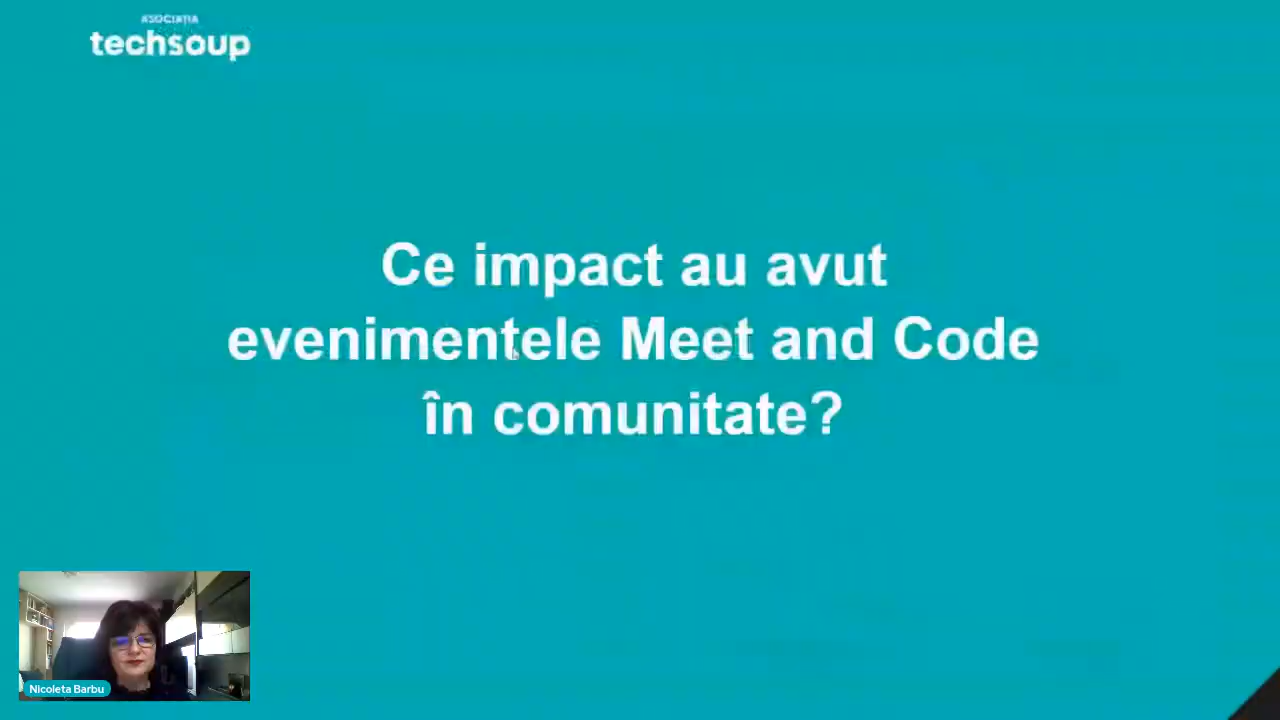 ASOCIAȚIA
techsoup
Ce impact au avut
evenimentele Meet and Code
în comunitate?
Nicoleta Barbu